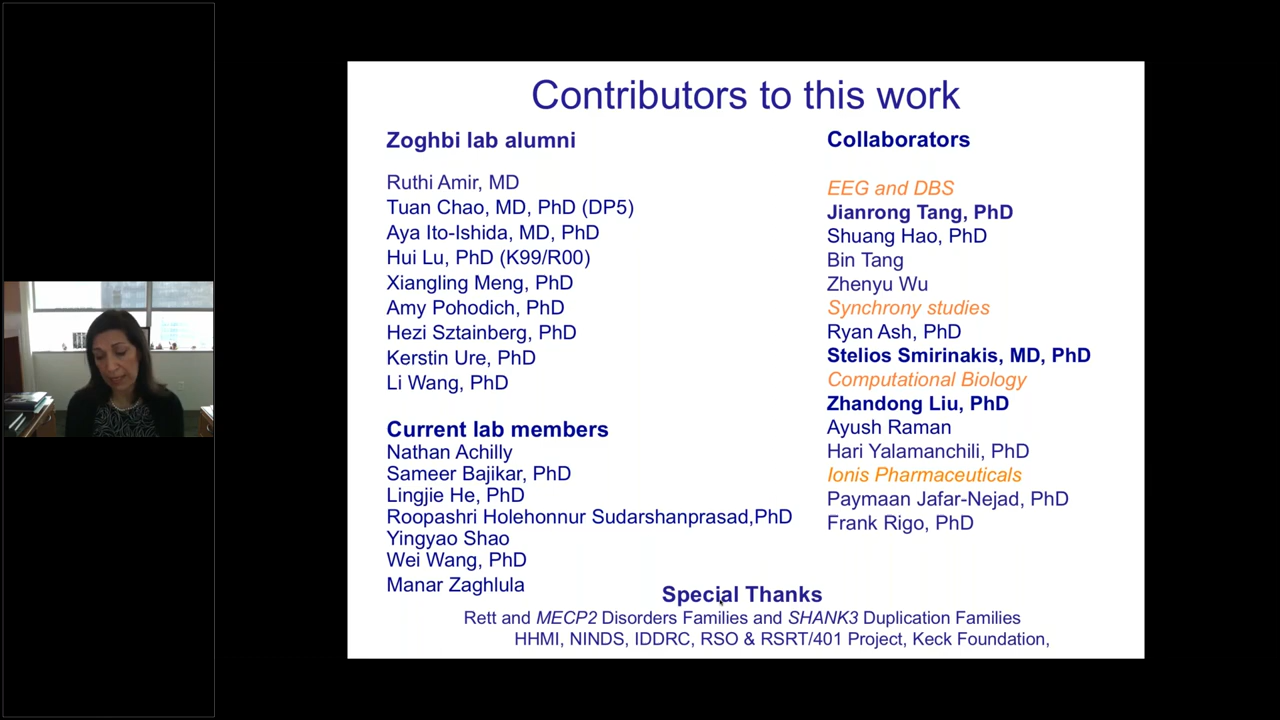 Contributors to this work
Zoghbi lab alumni
Ruthi Amir, MD
Tuan Chao, MD, PhD (DP5)
Aya Ito-Ishida, MD, PhD
Hui Lu, PhD (K99/R00)
Xiangling Meng, PhD
Amy Pohodich, PhD
Hezi Sztainberg, PhD
Kerstin Ure, PhD
Li Wang, PhD
Current lab members
Nathan Achilly
Sameer Bajikar, PhD
Lingjie He, PhD
Roopashri Holehonnur Sudarshanprasad,PhD
Yingyao Shao
Wei Wang, PhD
Manar Zaghlula
Collaborators
EEG and DBS
Jianrong Tang, PhD
Shuang Hao, PhD
Bin Tang
Zhenyu Wu
Synchrony studies
Ryan Ash, PhD
Stelios Smirinakis, MD, PhD
Computational Biology
Zhandong Liu, PhD
Ayush Raman
Hari Yalamanchili, PhD
Ionis Pharmaceuticals
Paymaan Jafar-Nejad, PhD
Frank Rigo, PhD
Special Thanks
Rett and MECP2 Disorders Families and SHANK3 Duplication Families
HHMI, NINDS, IDDRC, RSO & RSRT/401 Project, Keck Foundation,